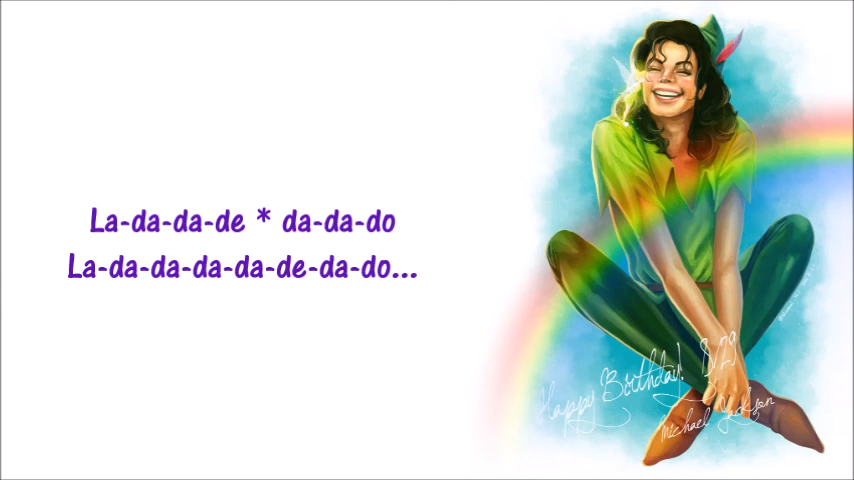 La-da-da-de * da-da-do
La-da-da-da-da-de-da-do...
Happy Birthday! 8/29
Michael Jackson